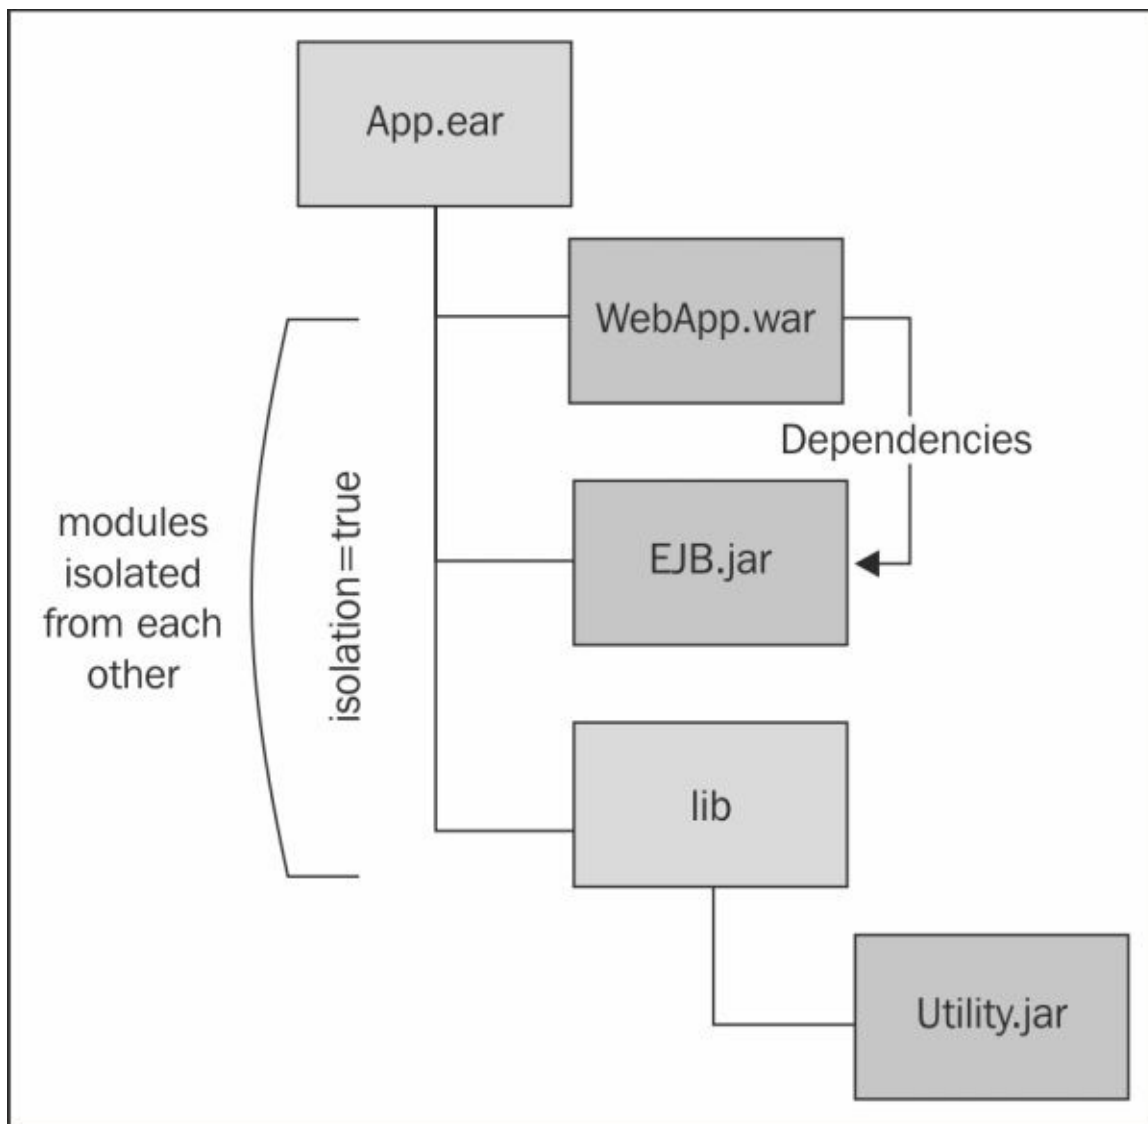 App.ear
WebApp.war
Dependencies
EJB.jar
modules
isolated
from each
other
isolation=true
lib
Utility.jar